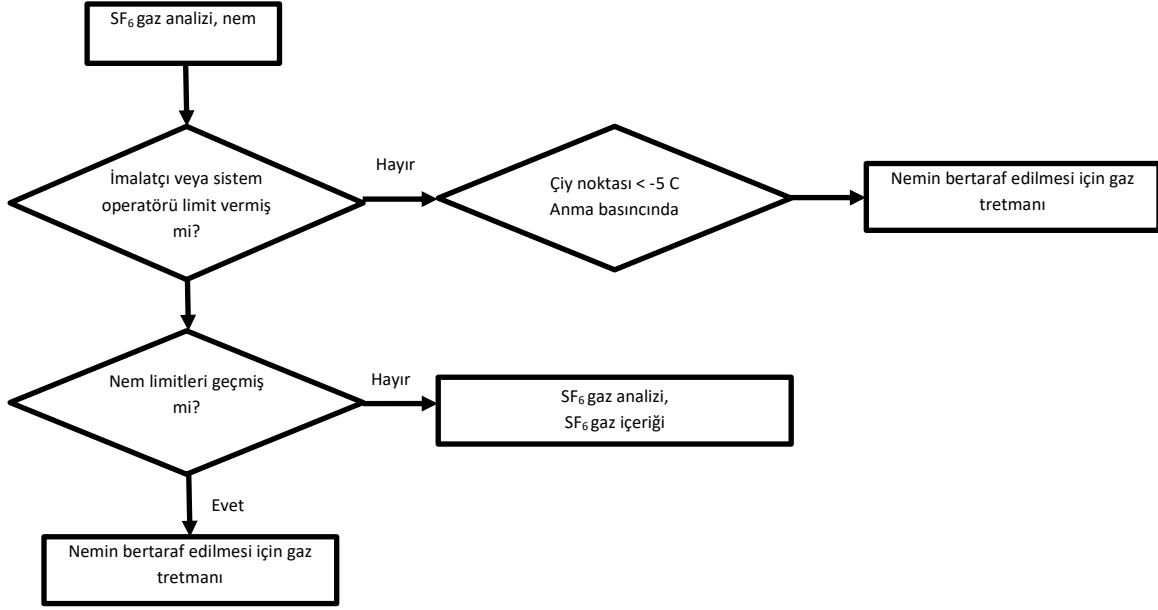 SF₆ gaz analizi, nem
İmalatçı veya sistem
operatörü limit vermiş
mi?
Hayır
Çiy noktası < -5 C
Anma basıncında
Nemin bertaraf edilmesi için gaz
tretmanı
Nem limitleri geçmiş
mi?
Hayır
SF₆ gaz analizi,
SF₆ gaz içeriği
Evet
Nemin bertaraf edilmesi için gaz
tretmanı